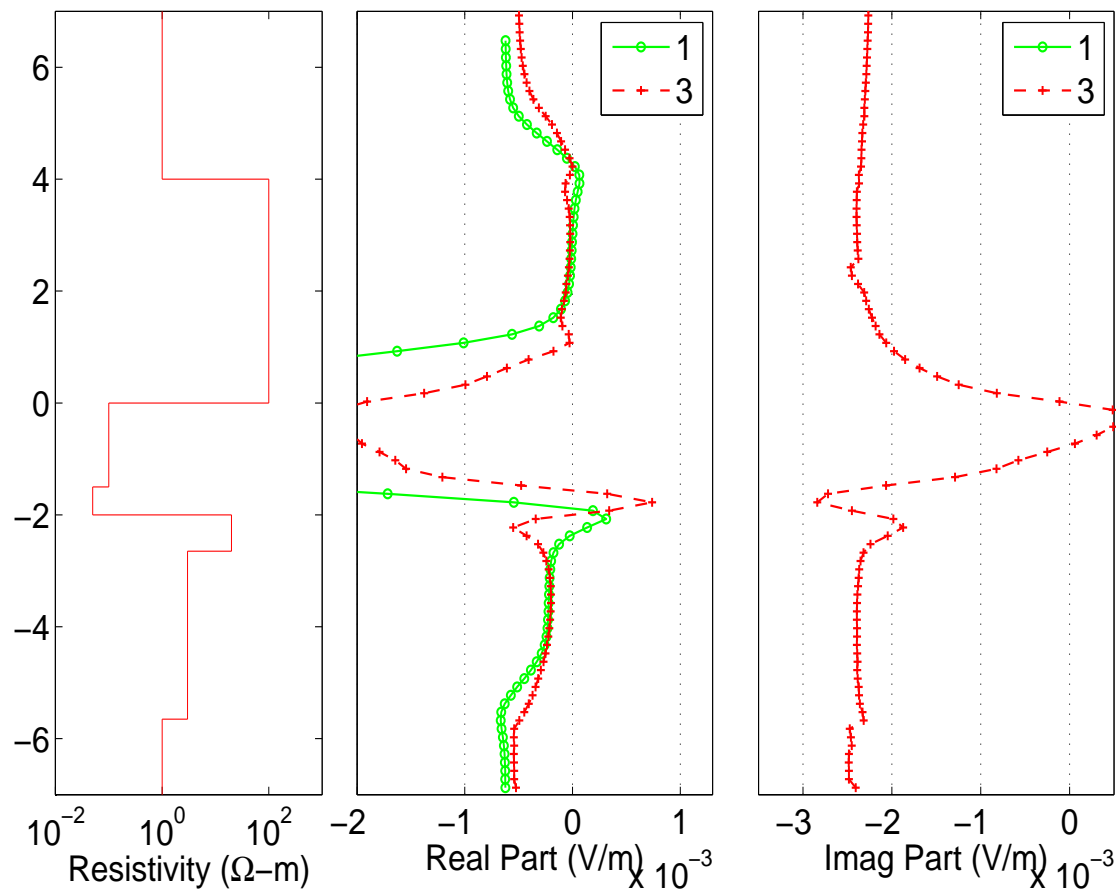 6
4
2
0
−2
−4
−6
10^−2 10^0 10^2
Resistivity (Ω−m)
1
3
−2 −1 0 1
Real Part (V/m)
x 10^−3
1
3
−3 −2 −1 0
Imag Part (V/m)
x 10^−3